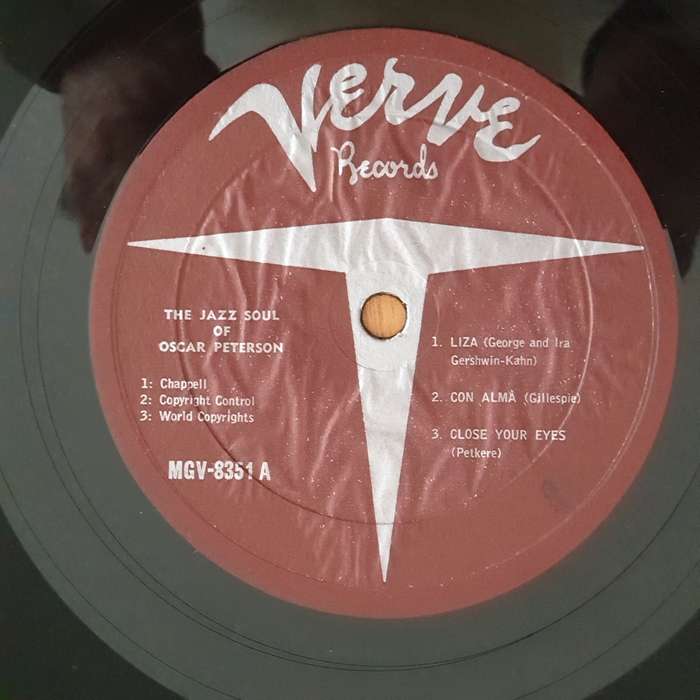 Verve
Records
THE JAZZ SOUL
OF
OSCAR PETERSON
1: Chappell
2: Copyright Control
3: World Copyrights
MGV-8351 A
1. LIZA (George and Ira
Gershwin-Kahn)
2. CON ALMÀ (Gillespie)
3. CLOSE YOUR EYES
(Petkere)